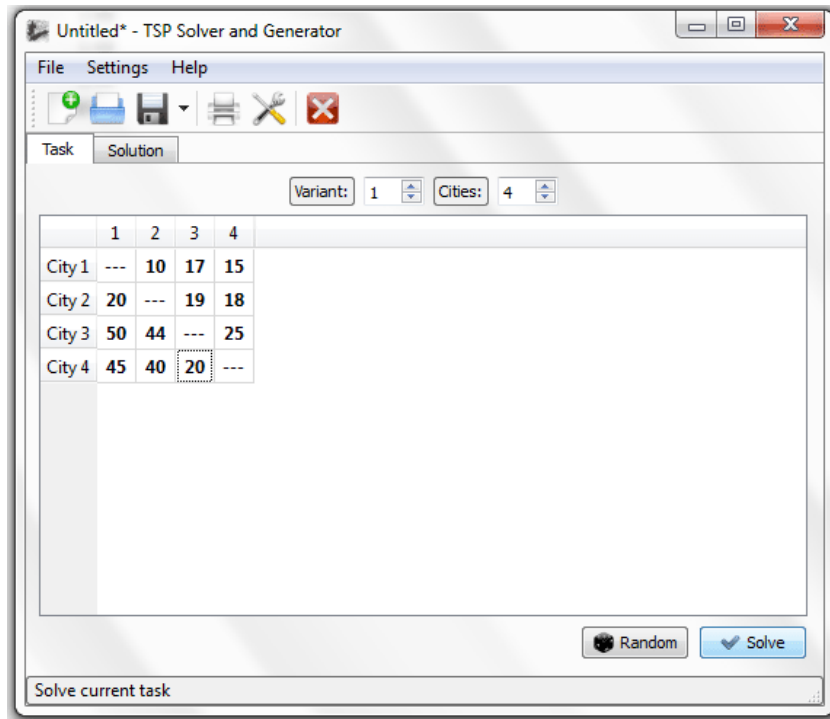 Untitled* - TSP Solver and Generator
File Settings Help
Task Solution
Variant: 1 Cities: 4
1 2 3 4
City 1 --- 10 17 15
City 2 20 --- 19 18
City 3 50 44 --- 25
City 4 45 40 20 ---
Random Solve
Solve current task